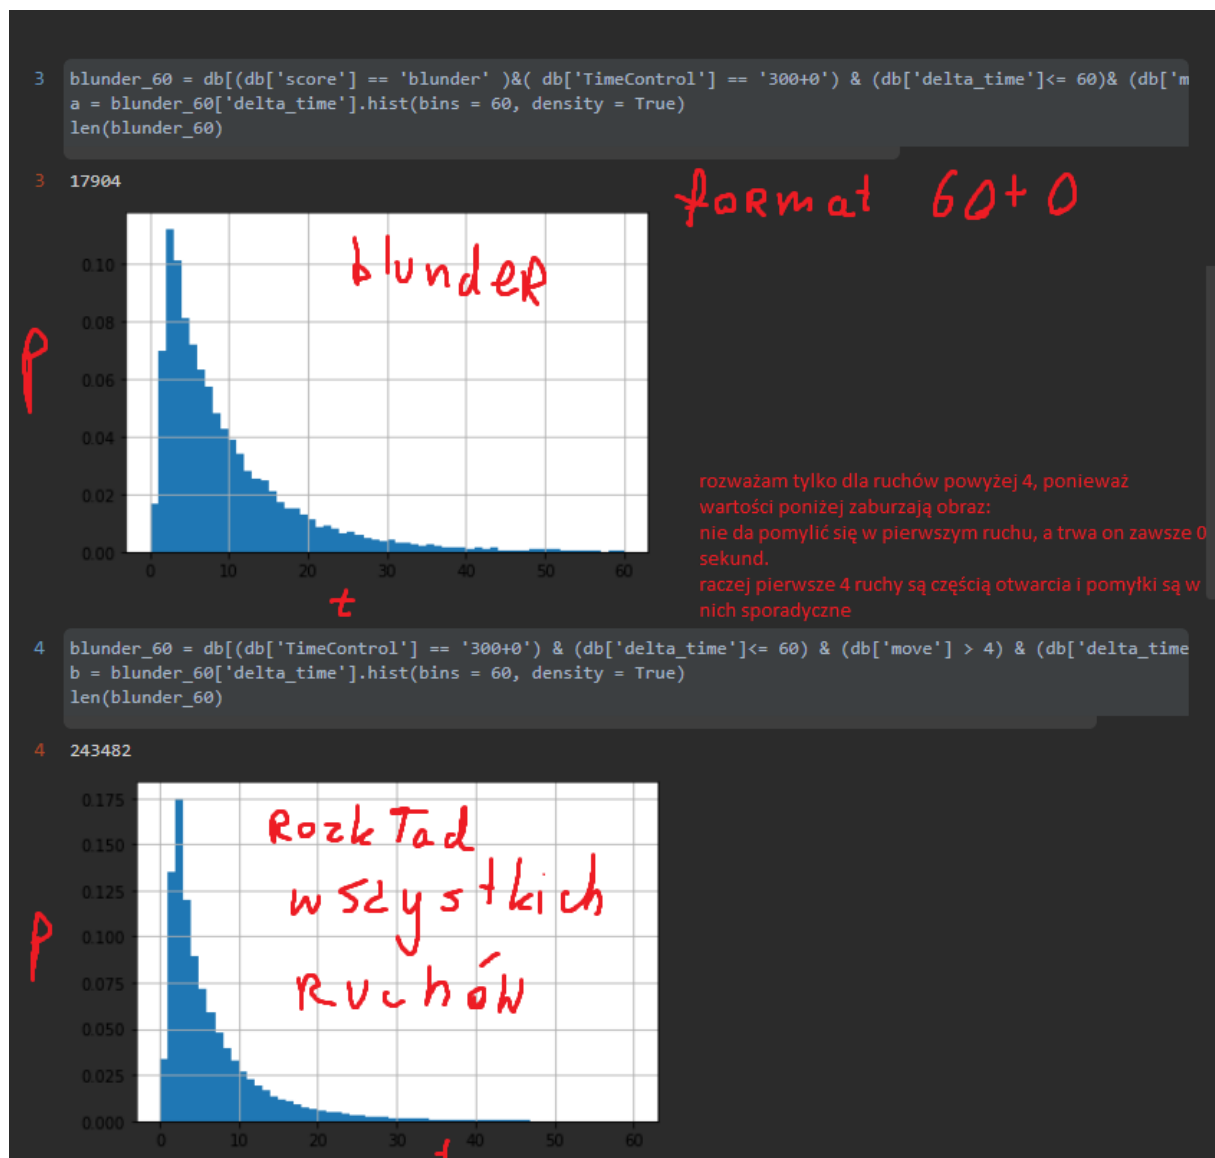 3 blunder_60 = db[(db['score'] == 'blunder' )&( db['TimeControl'] == '300+0') & (db['delta_time']<= 60)& (db['m
a = blunder_60['delta_time'].hist(bins = 60, density = True)
len(blunder_60)
3 17904
format 60+0
blunder
0.10
0.08
0.06
0.04
0.02
0.00
P
0 10 20 30 40 50 60
t
rozważam tylko dla ruchów powyżej 4, ponieważ
wartości poniżej zaburzają obraz:
nie da pomylić się w pierwszym ruchu, a trwa on zawsze 0
sekund.
raczej pierwsze 4 ruchy są częścią otwarcia i pomyłki są w
nich sporadyczne
4 blunder_60 = db[(db['TimeControl'] == '300+0') & (db['delta_time']<= 60) & (db['move'] > 4) & (db['delta_time
b = blunder_60['delta_time'].hist(bins = 60, density = True)
len(blunder_60)
4 243482
Rozkład
wszystkich
ruchów
0.175
0.150
0.125
0.100
0.075
0.050
0.025
0.000
P
0 10 20 30 40 50 60
t